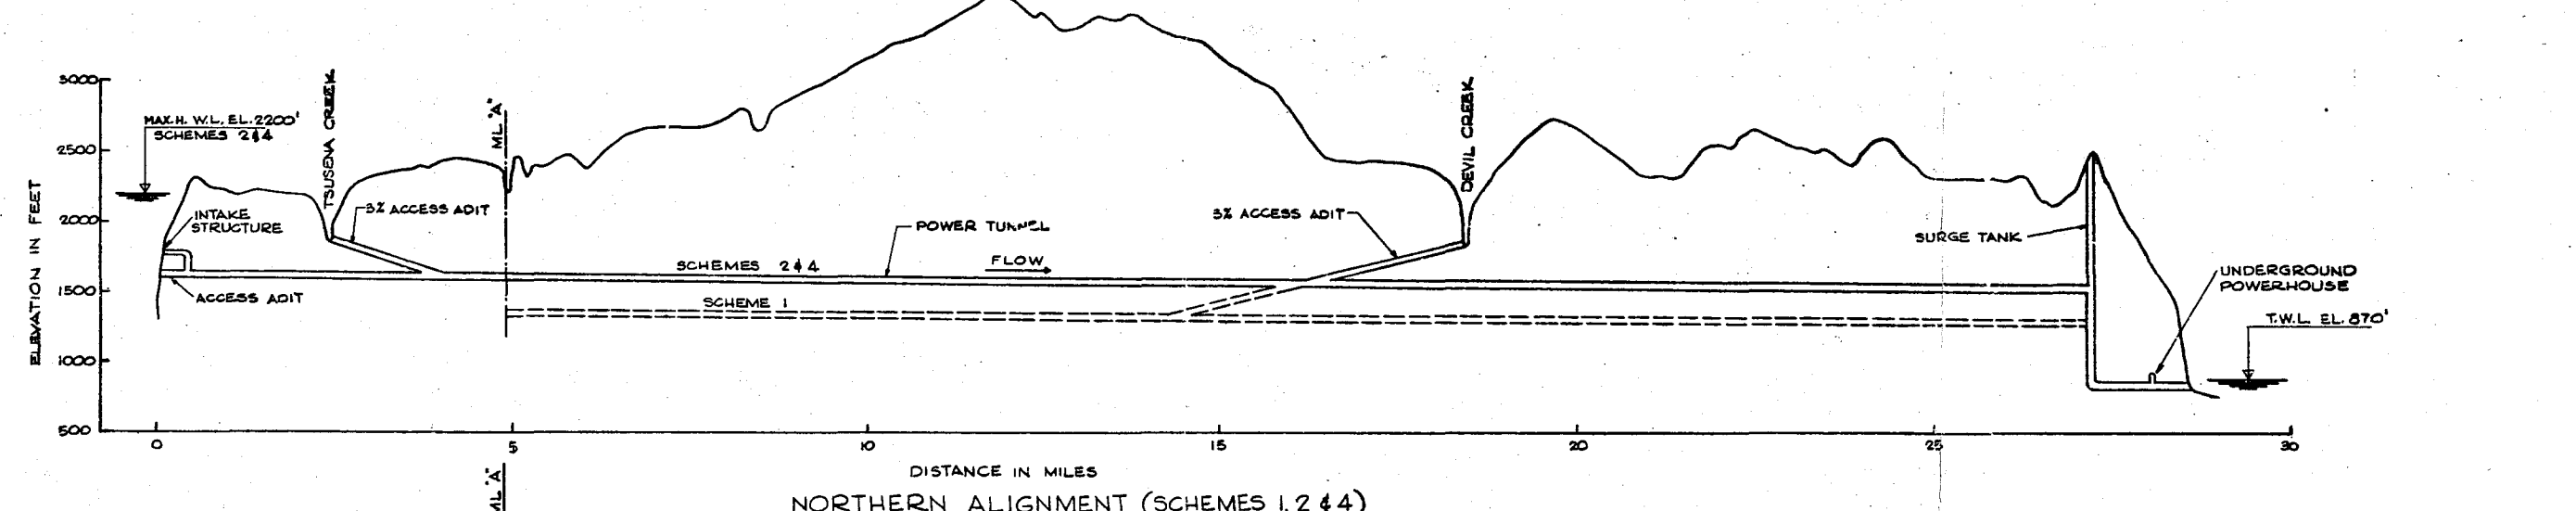 3000
2500
2000
1500
1000
500
ELEVATION IN FEET
MAX. H. W.L. EL. 2200'
SCHEMES 2 & 4
TSUSENA CREEK
ML "A"
DEVIL CREEK
INTAKE
STRUCTURE
3% ACCESS ADIT
ACCESS ADIT
SCHEMES 2 & 4
POWER TUNNEL
FLOW
SCHEME 1
3% ACCESS ADIT
SURGE TANK
UNDERGROUND
POWERHOUSE
T.W.L. EL. 870'
0 5 10 15 20 25 30
DISTANCE IN MILES
ML "A"
NORTHERN ALIGNMENT (SCHEMES 1, 2 & 4)